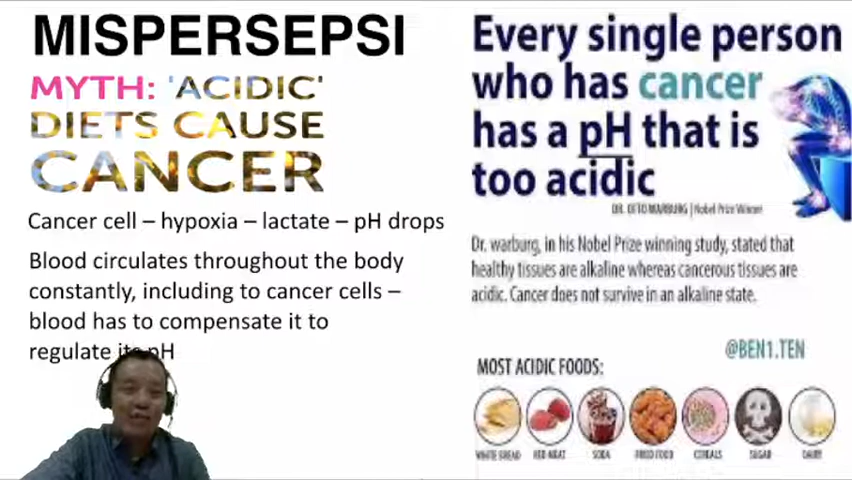 MISPERSEPSI
MYTH: 'ACIDIC'
DIETS CAUSE
CANCER
Cancer cell – hypoxia – lactate – pH drops
Blood circulates throughout the body
constantly, including to cancer cells –
blood has to compensate it to
regulate its pH
Every single person
who has cancer
has a pH that is
too acidic
DR. OTTO WARBURG | Nobel Prize Winner
Dr. warburg, in his Nobel Prize winning study, stated that
healthy tissues are alkaline whereas cancerous tissues are
acidic. Cancer does not survive in an alkaline state.
@BEN1.TEN
MOST ACIDIC FOODS:
WHITE BREAD RED MEAT SODA FRIED FOOD CEREALS SUGAR DAIRY